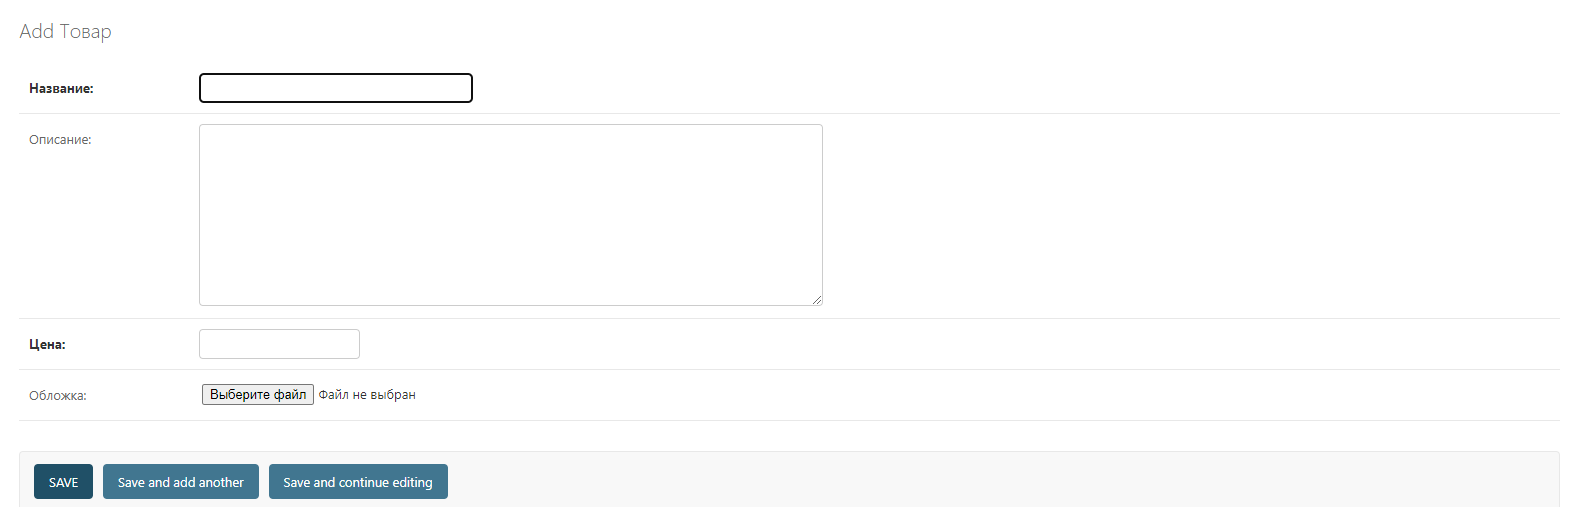 Add Товар
Название:
Описание:
Цена:
Обложка: Выберите файл Файл не выбран
SAVE Save and add another Save and continue editing